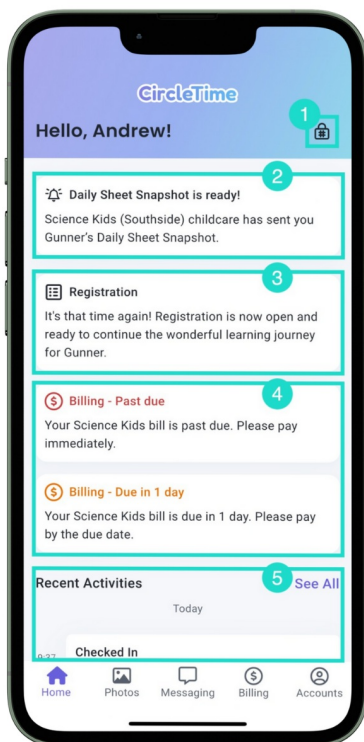 CircleTime
1
Hello, Andrew!
#
2
Daily Sheet Snapshot is ready!
Science Kids (Southside) childcare has sent you
Gunner's Daily Sheet Snapshot.
3
Registration
It's that time again! Registration is now open and
ready to continue the wonderful learning journey
for Gunner.
4
$ Billing - Past due
Your Science Kids bill is past due. Please pay
immediately.
$ Billing - Due in 1 day
Your Science Kids bill is due in 1 day. Please pay
by the due date.
5
Recent Activities See All
Today
9:37 Checked In
Home Photos Messaging $ Billing Accounts